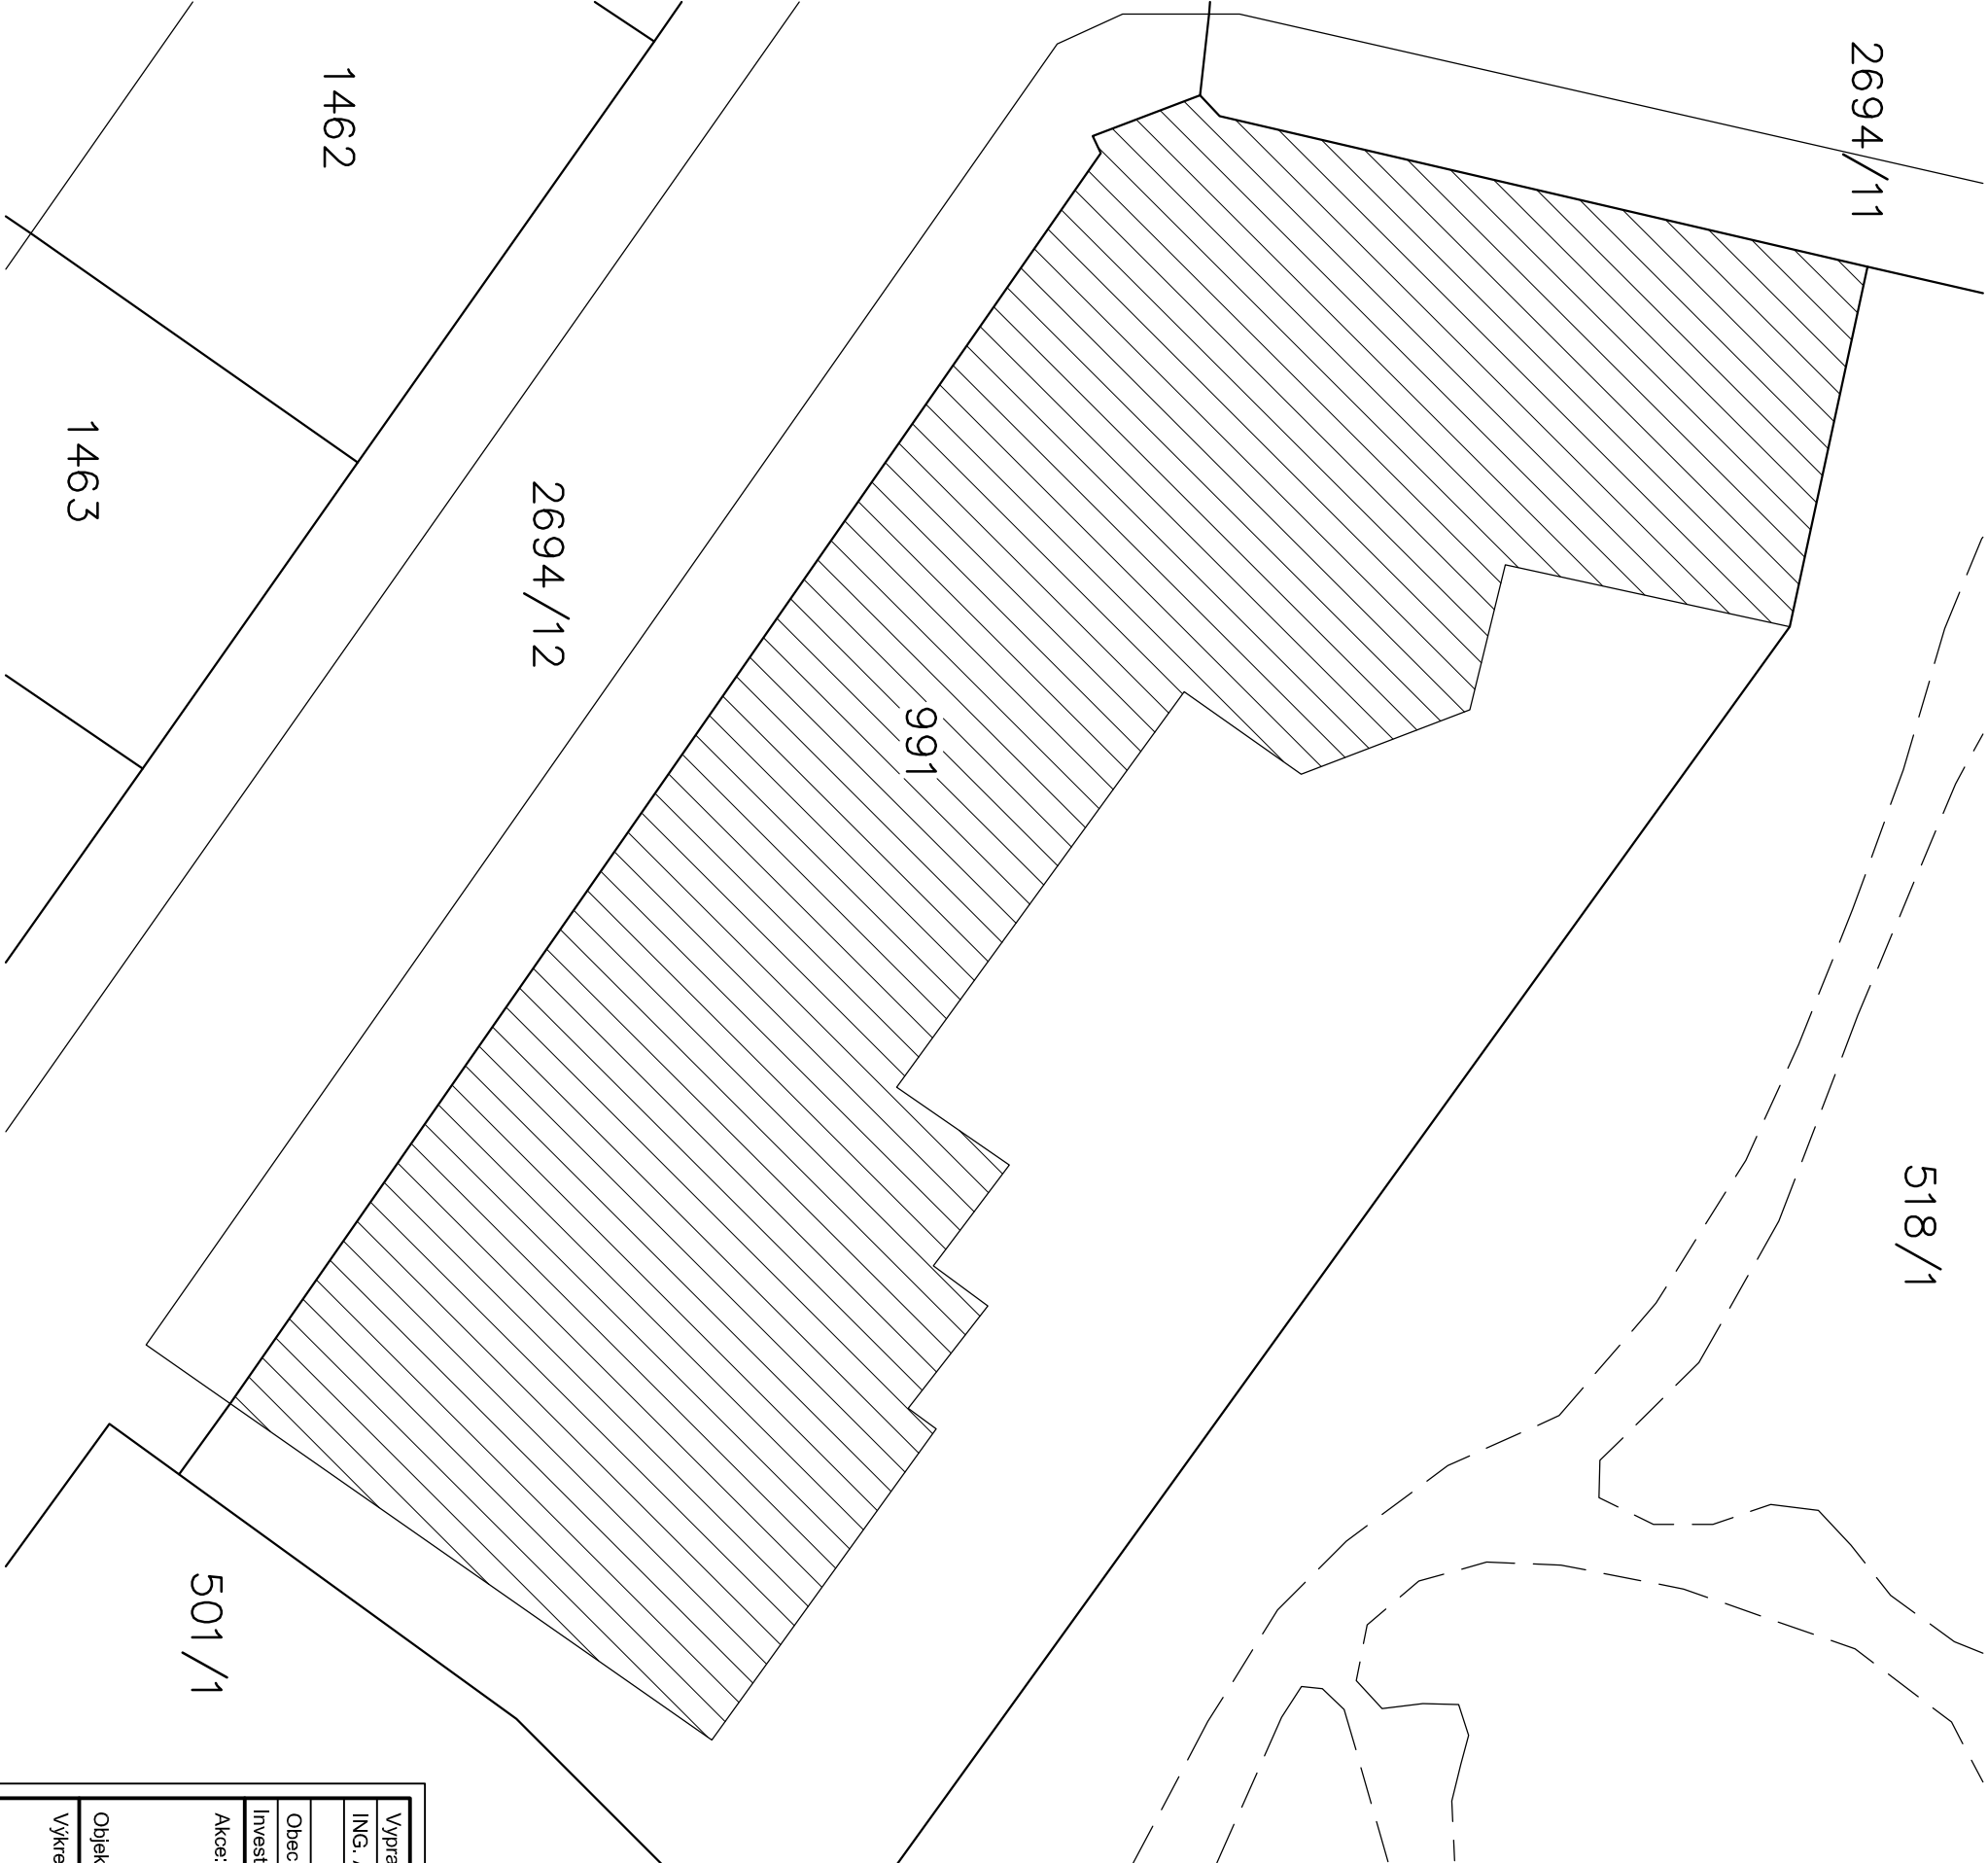 2694/11
1462
1463
2694/12
991
518/1
501/1
Vypra
ING.
Obec
Invest
Akce:
Objek
Výkre